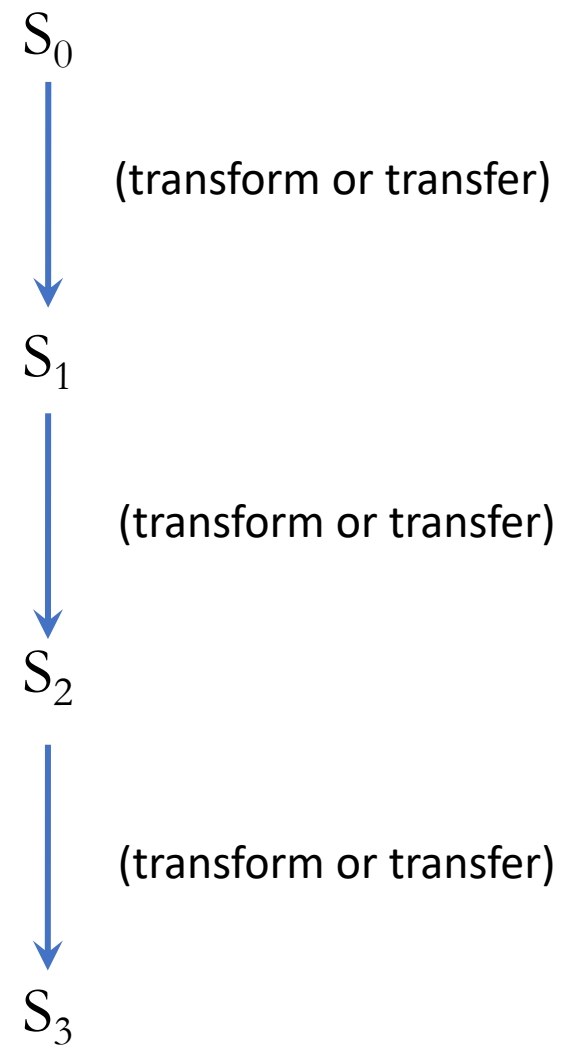 S₀
(transform or transfer)
S₁
(transform or transfer)
S₂
(transform or transfer)
S₃